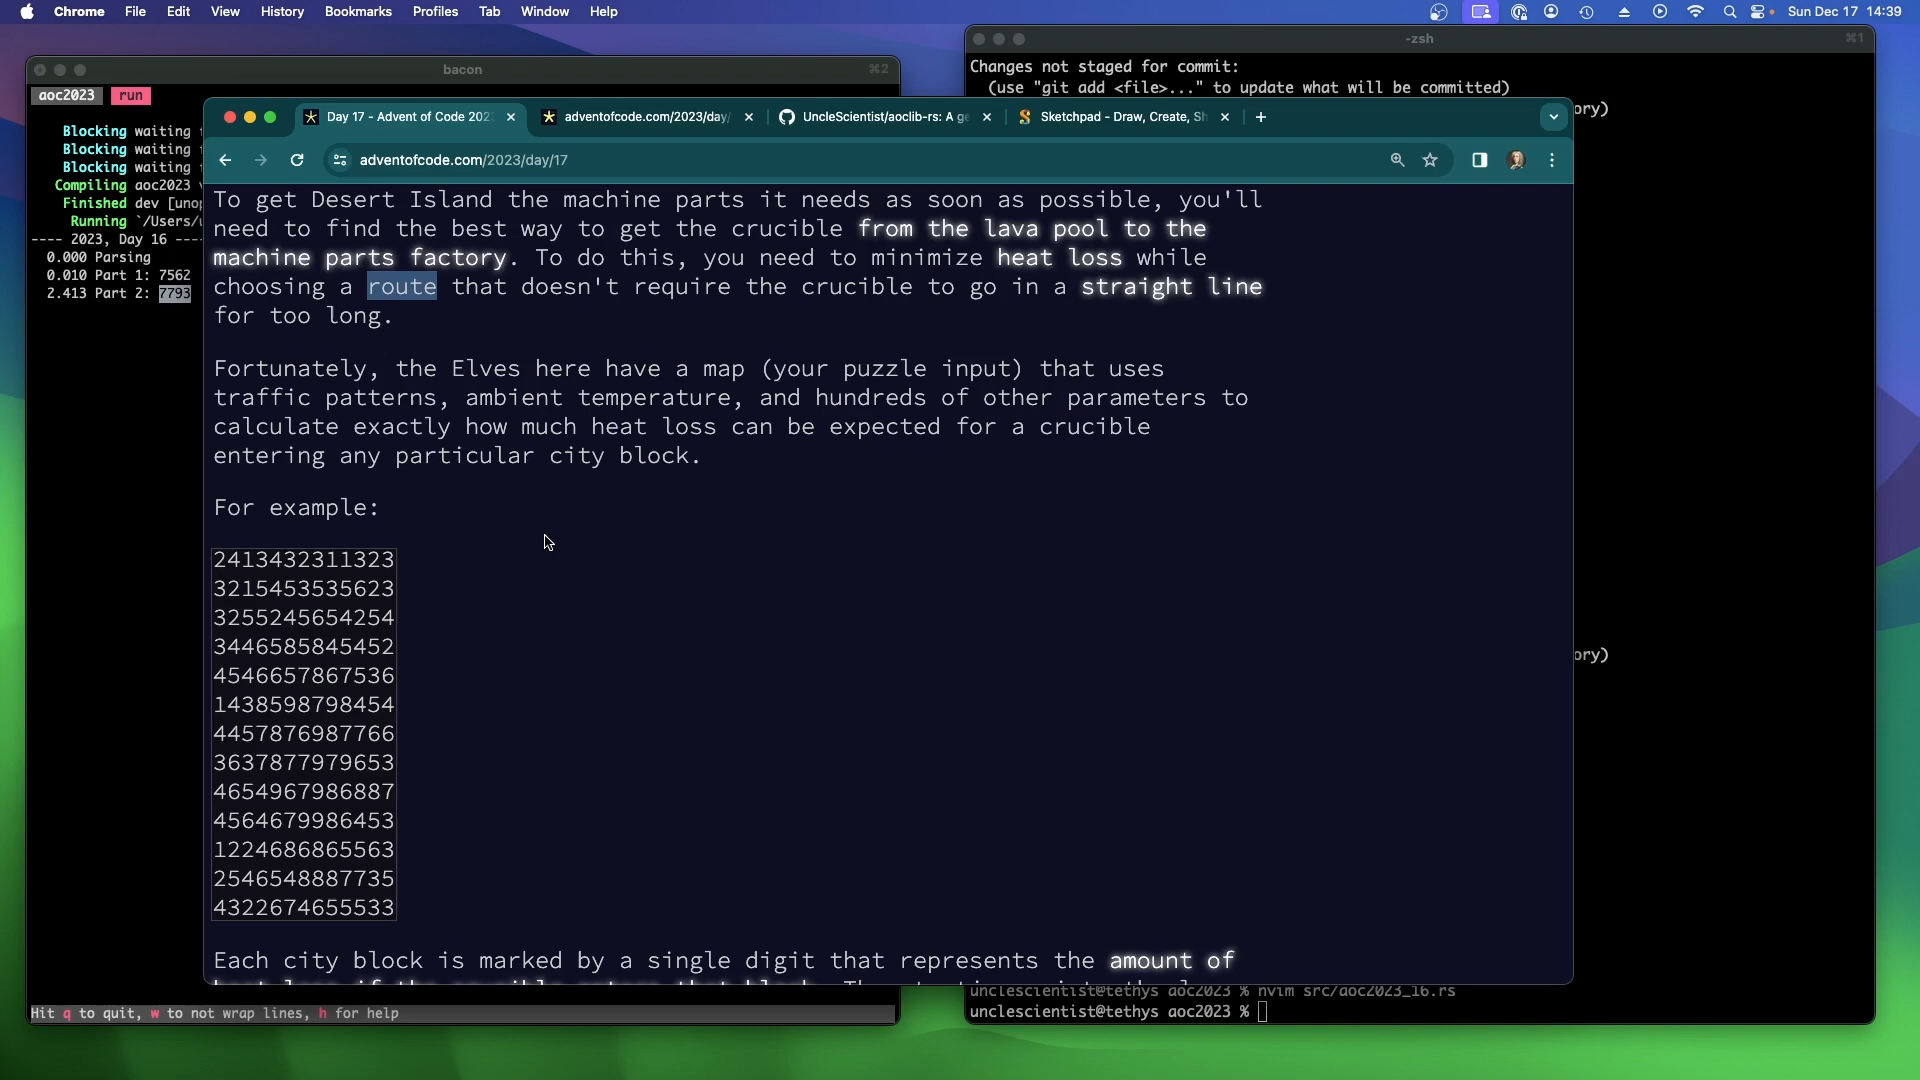 Chrome File Edit View History Bookmarks Profiles Tab Window Help
Sun Dec 17 14:39
bacon ⌘2
aoc2023 run
Blocking waiting
Blocking waiting
Blocking waiting
Compiling aoc2023
Finished dev [unop
Running `/Users/
---- 2023, Day 16 ----
0.000 Parsing
0.010 Part 1: 7562
2.413 Part 2: 7793
Hit q to quit, w to not wrap lines, h for help
-zsh ⌘1
Changes not staged for commit:
(use "git add <file>..." to update what will be committed)
ory)
ory)
unclescientist@tethys aoc2023 % nvim src/aoc2023_16.rs
unclescientist@tethys aoc2023 %
Day 17 - Advent of Code 202
adventofcode.com/2023/day/
UncleScientist/aoclib-rs: A ge
Sketchpad - Draw, Create, Sh
adventofcode.com/2023/day/17
To get Desert Island the machine parts it needs as soon as possible, you'll
need to find the best way to get the crucible from the lava pool to the
machine parts factory. To do this, you need to minimize heat loss while
choosing a route that doesn't require the crucible to go in a straight line
for too long.
Fortunately, the Elves here have a map (your puzzle input) that uses
traffic patterns, ambient temperature, and hundreds of other parameters to
calculate exactly how much heat loss can be expected for a crucible
entering any particular city block.
For example:
2413432311323
3215453535623
3255245654254
3446585845452
4546657867536
1438598798454
4457876987766
3637877979653
4654967986887
4564679986453
1224686865563
2546548887735
4322674655533
Each city block is marked by a single digit that represents the amount of